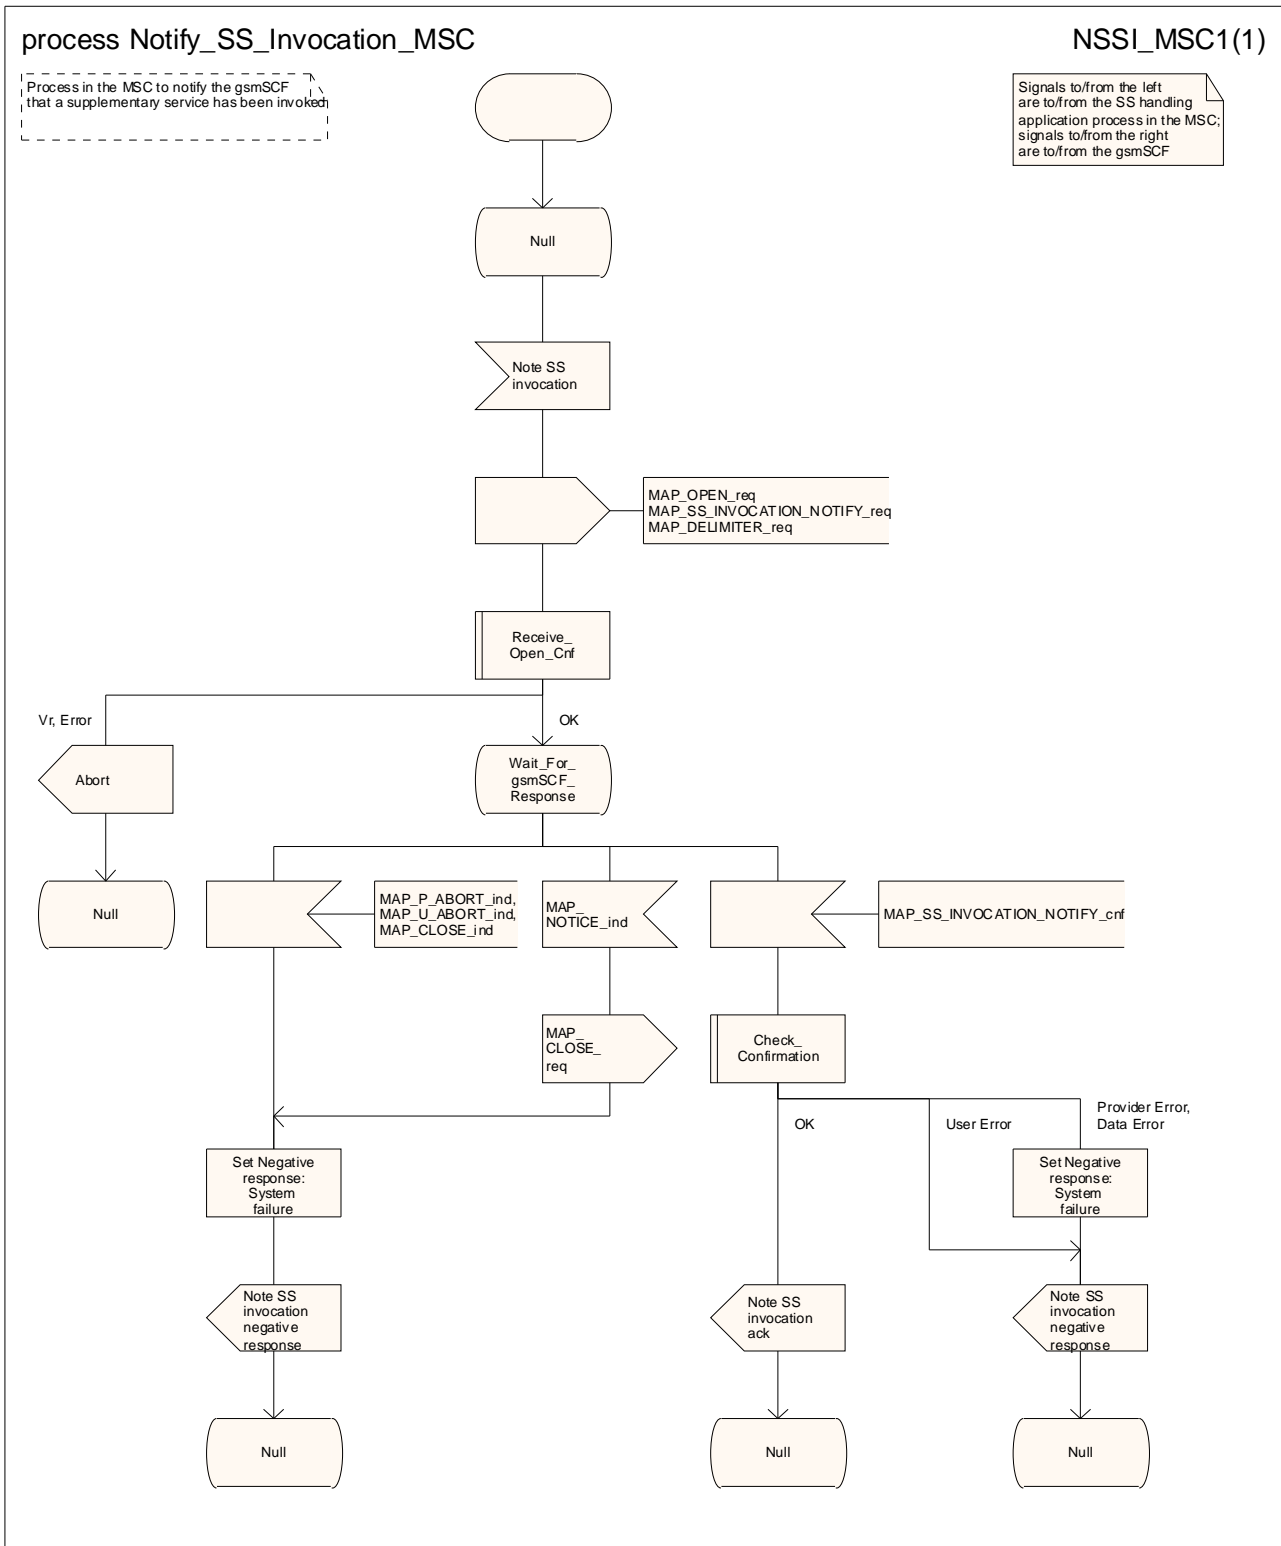 process Notify_SS_Invocation_MSC
NSSI_MSC1(1)
Process in the MSC to notify the gsmSCF
that a supplementary service has been invoked
Signals to/from the left
are to/from the SS handling
application process in the MSC;
signals to/from the right
are to/from the gsmSCF
Null
Note SS
invocation
MAP_OPEN_req
MAP_SS_INVOCATION_NOTIFY_req
MAP_DELIMITER_req
Receive_
Open_Cnf
Vr, Error
OK
Abort
Wait_For_
gsmSCF_
Response
Null
MAP_P_ABORT_ind,
MAP_U_ABORT_ind,
MAP_CLOSE_ind
MAP_
NOTICE_ind
MAP_SS_INVOCATION_NOTIFY_cnf
MAP_
CLOSE_
req
Check_
Confirmation
OK
User Error
Provider Error,
Data Error
Set Negative
response:
System
failure
Set Negative
response:
System
failure
Note SS
invocation
negative
response
Note SS
invocation
ack
Note SS
invocation
negative
response
Null
Null
Null